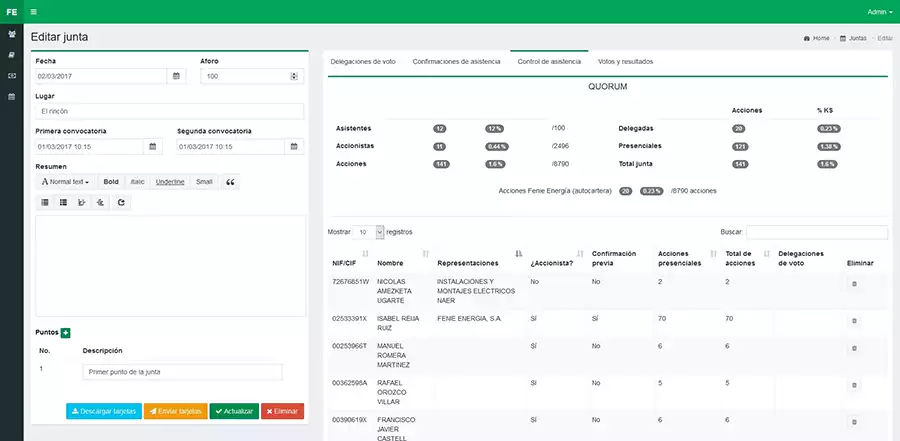 FE
Admin
Editar junta
Home Juntas Editar
Fecha Aforo
02/03/2017 100
Lugar
El rincón
Primera convocatoria Segunda convocatoria
01/03/2017 10:15 01/03/2017 10:15
Resumen
A Normal text Bold Italic Underline Small
Puntos
No. Descripción
1 Primer punto de la junta
Descargar tarjetas Enviar tarjetas Actualizar Eliminar
Delegaciones de voto Confirmaciones de asistencia Control de asistencia Votos y resultados
QUORUM
Acciones % KS
Asistentes 12 12 % /100 Delegadas 20 0.23 %
Accionistas 11 0.44 % /2496 Presenciales 121 1.38 %
Acciones 141 1.6 % /8790 Total junta 141 1.6 %
Acciones Fenie Energía (autocartera) 20 0.23 % /8790 acciones
Mostrar 10 registros Buscar:
NIF/CIF Nombre Representaciones ¿Accionista? Confirmación previa Acciones presenciales Total de acciones Delegaciones de voto Eliminar
72676851W NICOLAS AMEZKETA UGARTE INSTALACIONES Y MONTAJES ELECTRICOS NAER No No 2 2
02533391X ISABEL REIJA RUIZ FENIE ENERGIA, S.A. Sí Sí 70 70
00253966T MANUEL ROMERA MARTINEZ Sí No 6 6
00362598A RAFAEL OROZCO VILLAR Sí No 5 5
00390619X FRANCISCO JAVIER CASTELL Sí No 6 6